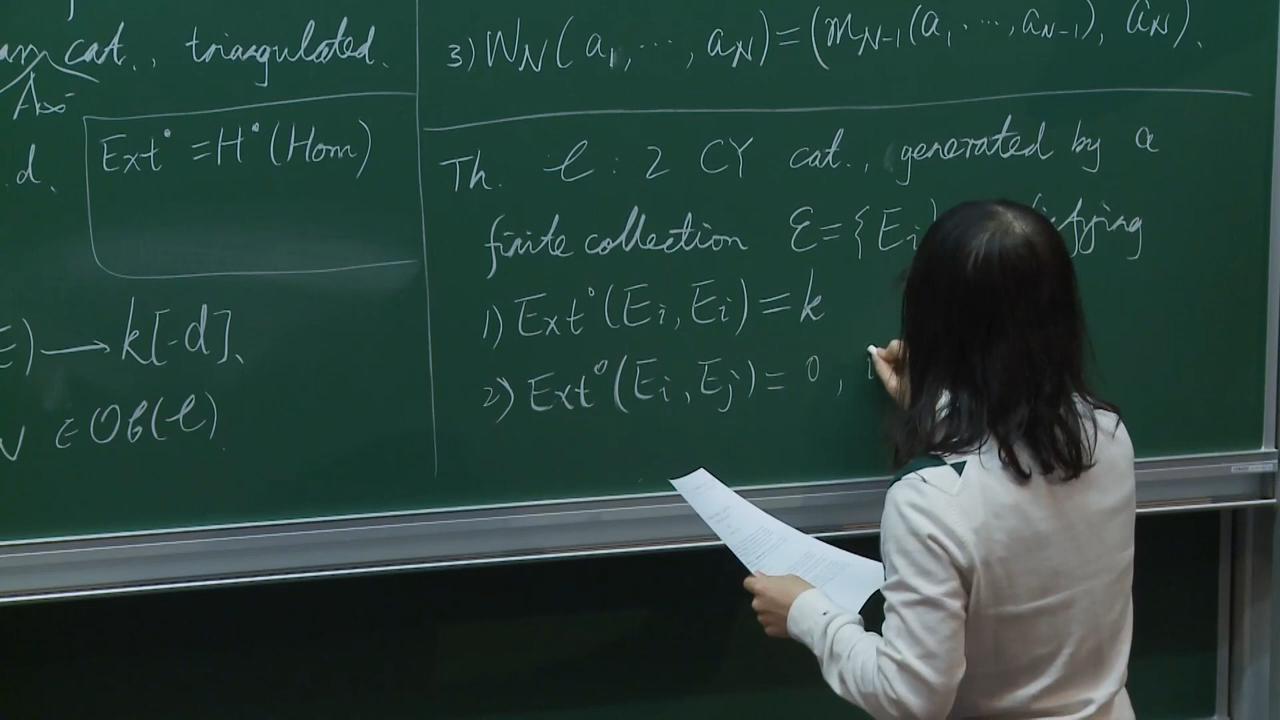 cat., triangulated.
A∞
d.
Ext• = H•(Hom)
E) → k[-d],
∈ Ob(𝒞)
3) W_N(a_1, ⋯, a_N) = (m_{N-1}(a_1 ⋯, a_{N-1}), a_N).
Th. 𝒞 : 2 CY cat., generated by a
finite collection ℰ = {E_i}
1) Ext°(E_i, E_i) = k
2) Ext°(E_i, E_j) = 0, i